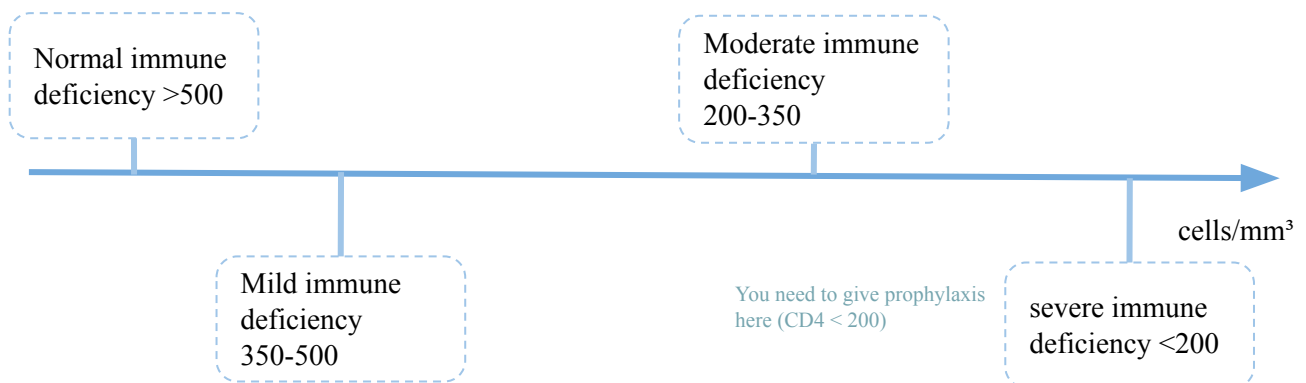 Normal immune
deficiency >500
Moderate immune
deficiency
200-350
cells/mm³
Mild immune
deficiency
350-500
You need to give prophylaxis
here (CD4 < 200)
severe immune
deficiency <200